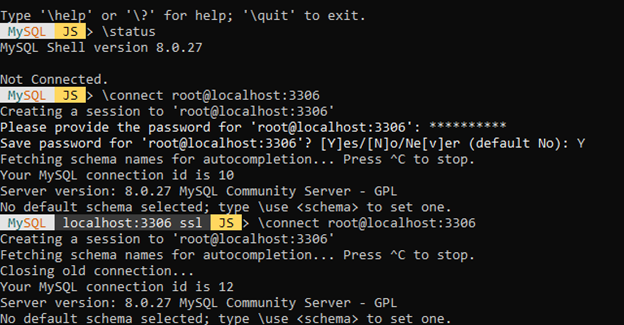 Type '\help' or '\?' for help; '\quit' to exit.
MySQL JS> \status
MySQL Shell version 8.0.27
Not Connected.
MySQL JS> \connect root@localhost:3306
Creating a session to 'root@localhost:3306'
Please provide the password for 'root@localhost:3306': **********
Save password for 'root@localhost:3306'? [Y]es/[N]o/Ne[v]er (default No): Y
Fetching schema names for autocompletion... Press ^C to stop.
Your MySQL connection id is 10
Server version: 8.0.27 MySQL Community Server - GPL
No default schema selected; type \use <schema> to set one.
MySQL localhost:3306 ssl JS> \connect root@localhost:3306
Creating a session to 'root@localhost:3306'
Fetching schema names for autocompletion... Press ^C to stop.
Closing old connection...
Your MySQL connection id is 12
Server version: 8.0.27 MySQL Community Server - GPL
No default schema selected; type \use <schema> to set one.